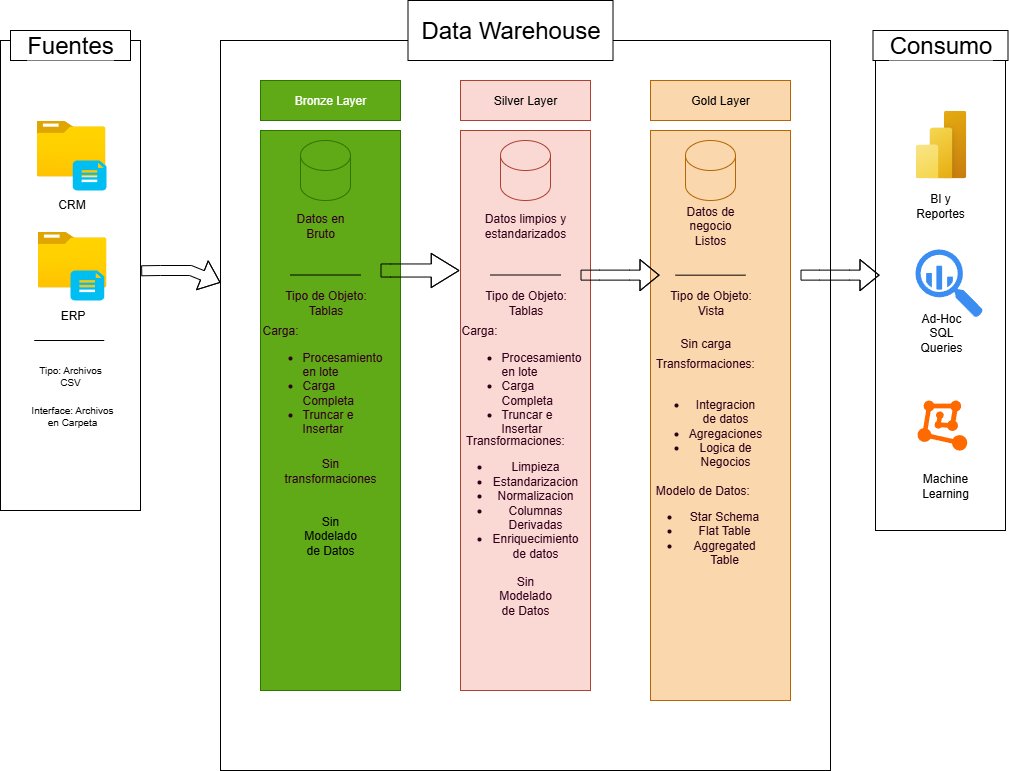 Fuentes
CRM
ERP
Tipo: Archivos
CSV
Interface: Archivos
en Carpeta
Data Warehouse
Bronze Layer
Datos en
Bruto
Tipo de Objeto:
Tablas
Carga:
Procesamiento
en lote
Carga
Completa
Truncar e
Insertar
Sin
transformaciones
Sin
Modelado
de Datos
Silver Layer
Datos limpios y
estandarizados
Tipo de Objeto:
Tablas
Carga:
Procesamiento
en lote
Carga
Completa
Truncar e
Insertar
Transformaciones:
Limpieza
Estandarizacion
Normalizacion
Columnas
Derivadas
Enriquecimiento
de datos
Sin
Modelado
de Datos
Gold Layer
Datos de
negocio
Listos
Tipo de Objeto:
Vista
Sin carga
Transformaciones:
Integracion
de datos
Agregaciones
Logica de
Negocios
Modelo de Datos:
Star Schema
Flat Table
Aggregated
Table
Consumo
BI y
Reportes
Ad-Hoc
SQL
Queries
Machine
Learning